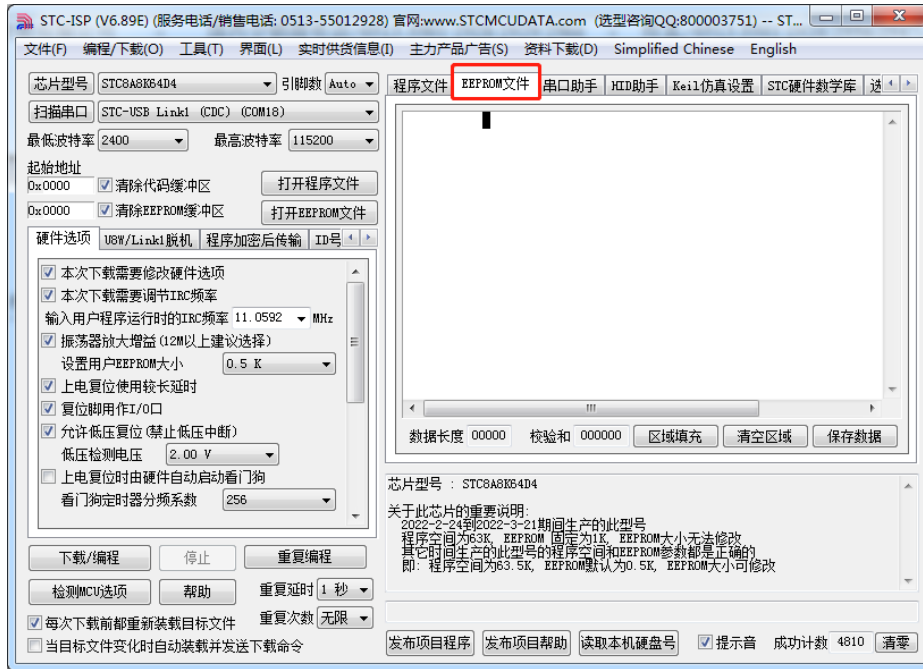 STC-ISP (V6.89E) (服务电话/销售电话: 0513-55012928) 官网:www.STCMCUDATA.com (选型咨询QQ:800003751) -- ST...
文件(F) 编程/下载(O) 工具(T) 界面(L) 实时供货信息(I) 主力产品广告(S) 资料下载(D) Simplified Chinese English
芯片型号 STC8A8K64D4 引脚数 Auto
扫描串口 STC-USB Link1 (CDC) (COM18)
最低波特率 2400 最高波特率 115200
起始地址
0x0000 清除代码缓冲区 打开程序文件
0x0000 清除EEPROM缓冲区 打开EEPROM文件
硬件选项 U8W/Link1脱机 程序加密后传输 ID号
本次下载需要修改硬件选项
本次下载需要调节IRC频率
输入用户程序运行时的IRC频率 11.0592 MHz
振荡器放大增益(12M以上建议选择)
设置用户EEPROM大小 0.5 K
上电复位使用较长延时
复位脚用作I/O口
允许低压复位(禁止低压中断)
低压检测电压 2.00 V
上电复位时由硬件自动启动看门狗
看门狗定时器分频系数 256
下载/编程 停止 重复编程
检测MCU选项 帮助 重复延时 1 秒
每次下载前都重新装载目标文件 重复次数 无限
当目标文件变化时自动装载并发送下载命令
程序文件 EEPROM文件 串口助手 HID助手 Keil仿真设置 STC硬件数学库 选
数据长度 00000 校验和 000000 区域填充 清空区域 保存数据
芯片型号 : STC8A8K64D4
关于此芯片的重要说明:
2022-2-24到2022-3-21期间生产的此型号
程序空间为63K, EEPROM 固定为1K, EEPROM大小无法修改
其它时间生产的此型号的程序空间和EEPROM参数都是正确的
即: 程序空间为63.5K, EEPROM默认为0.5K, EEPROM大小可修改
发布项目程序 发布项目帮助 读取本机硬盘号 提示音 成功计数 4810 清零